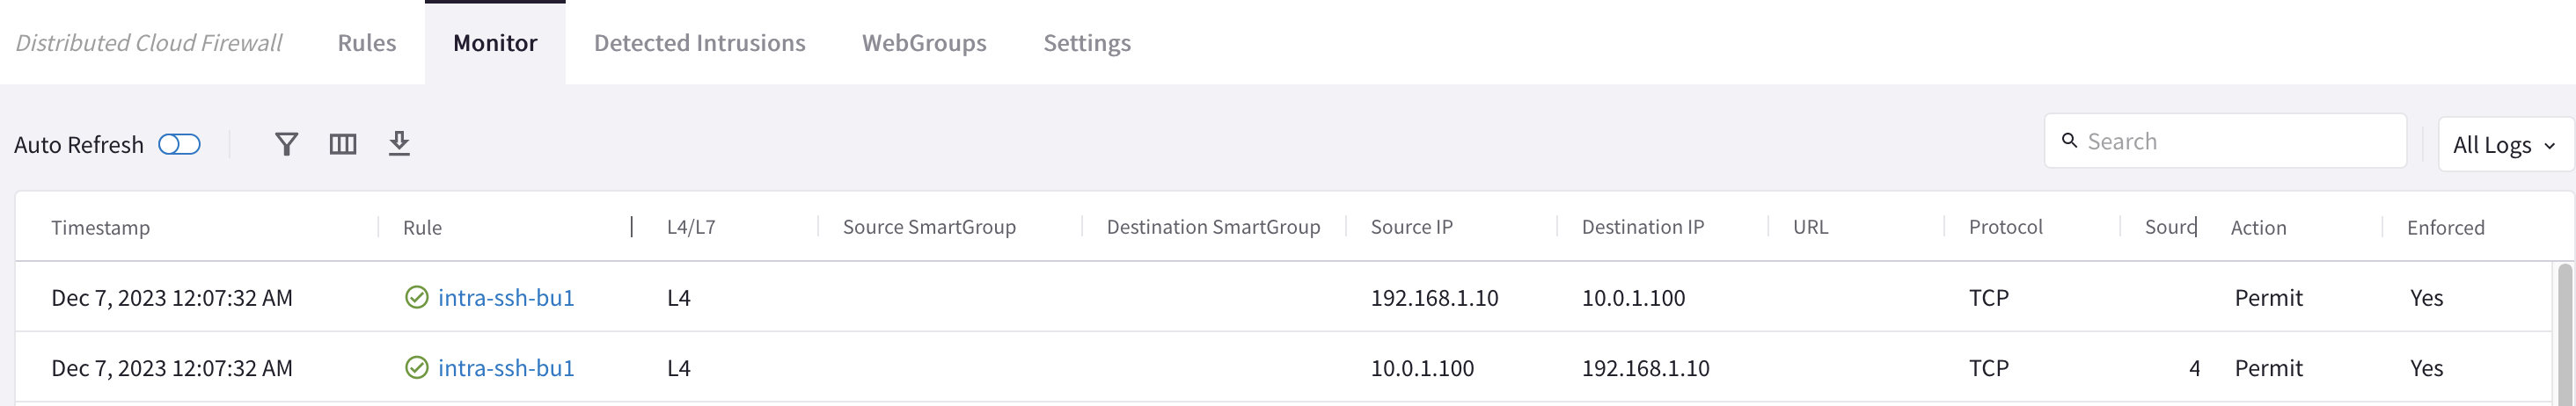 Distributed Cloud Firewall Rules Monitor Detected Intrusions WebGroups Settings
Auto Refresh Search All Logs
Timestamp Rule L4/L7 Source SmartGroup Destination SmartGroup Source IP Destination IP URL Protocol Sourc Action Enforced
Dec 7, 2023 12:07:32 AM intra-ssh-bu1 L4 192.168.1.10 10.0.1.100 TCP Permit Yes
Dec 7, 2023 12:07:32 AM intra-ssh-bu1 L4 10.0.1.100 192.168.1.10 TCP 4 Permit Yes